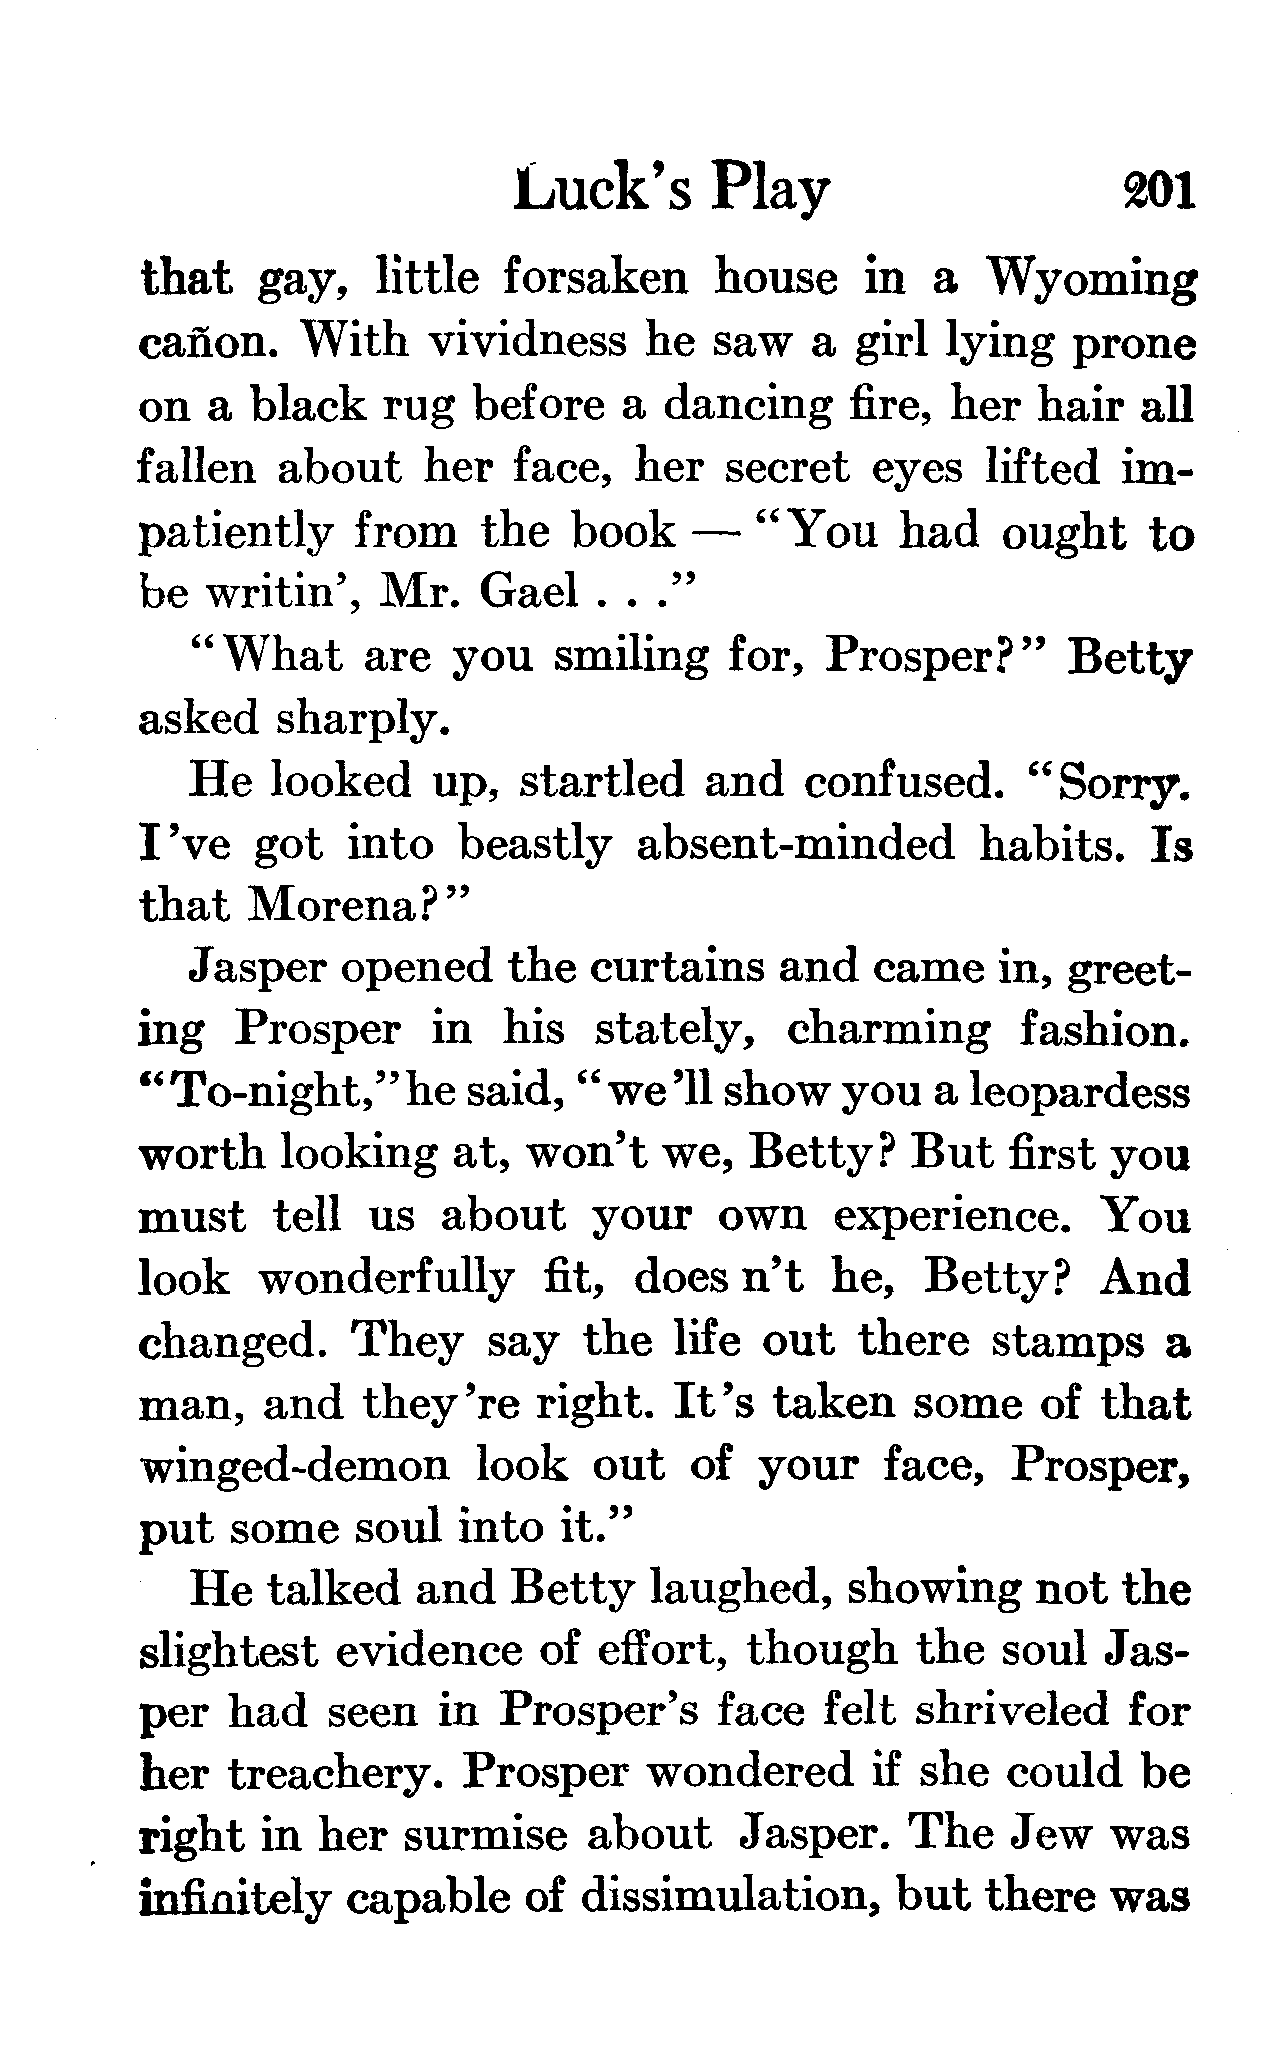 Luck's Play 201
that gay, little forsaken house in a Wyoming
cañon. With vividness he saw a girl lying prone
on a black rug before a dancing fire, her hair all
fallen about her face, her secret eyes lifted im-
patiently from the book — "You had ought to
be writin', Mr. Gael . . ."
"What are you smiling for, Prosper?" Betty
asked sharply.
He looked up, startled and confused. "Sorry.
I've got into beastly absent-minded habits. Is
that Morena?"
Jasper opened the curtains and came in, greet-
ing Prosper in his stately, charming fashion.
"To-night," he said, "we'll show you a leopardess
worth looking at, won't we, Betty? But first you
must tell us about your own experience. You
look wonderfully fit, does n't he, Betty? And
changed. They say the life out there stamps a
man, and they're right. It's taken some of that
winged-demon look out of your face, Prosper,
put some soul into it."
He talked and Betty laughed, showing not the
slightest evidence of effort, though the soul Jas-
per had seen in Prosper's face felt shriveled for
her treachery. Prosper wondered if she could be
right in her surmise about Jasper. The Jew was
infinitely capable of dissimulation, but there was